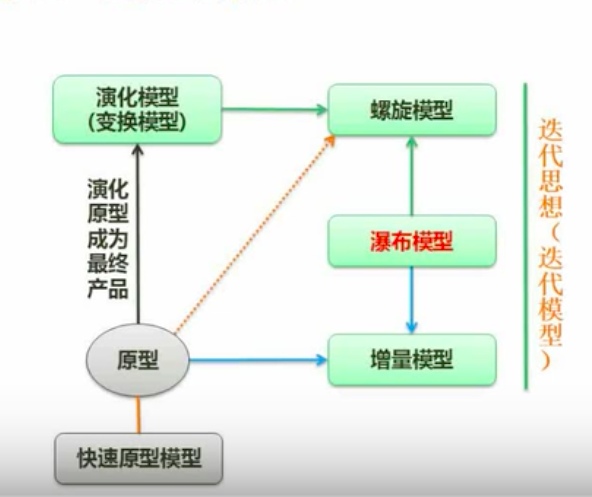 演化模型
(变换模型)
螺旋模型
演化
原型
成为
最终
产品
瀑布模型
原型
增量模型
快速原型模型
迭代思想(迭代模型)